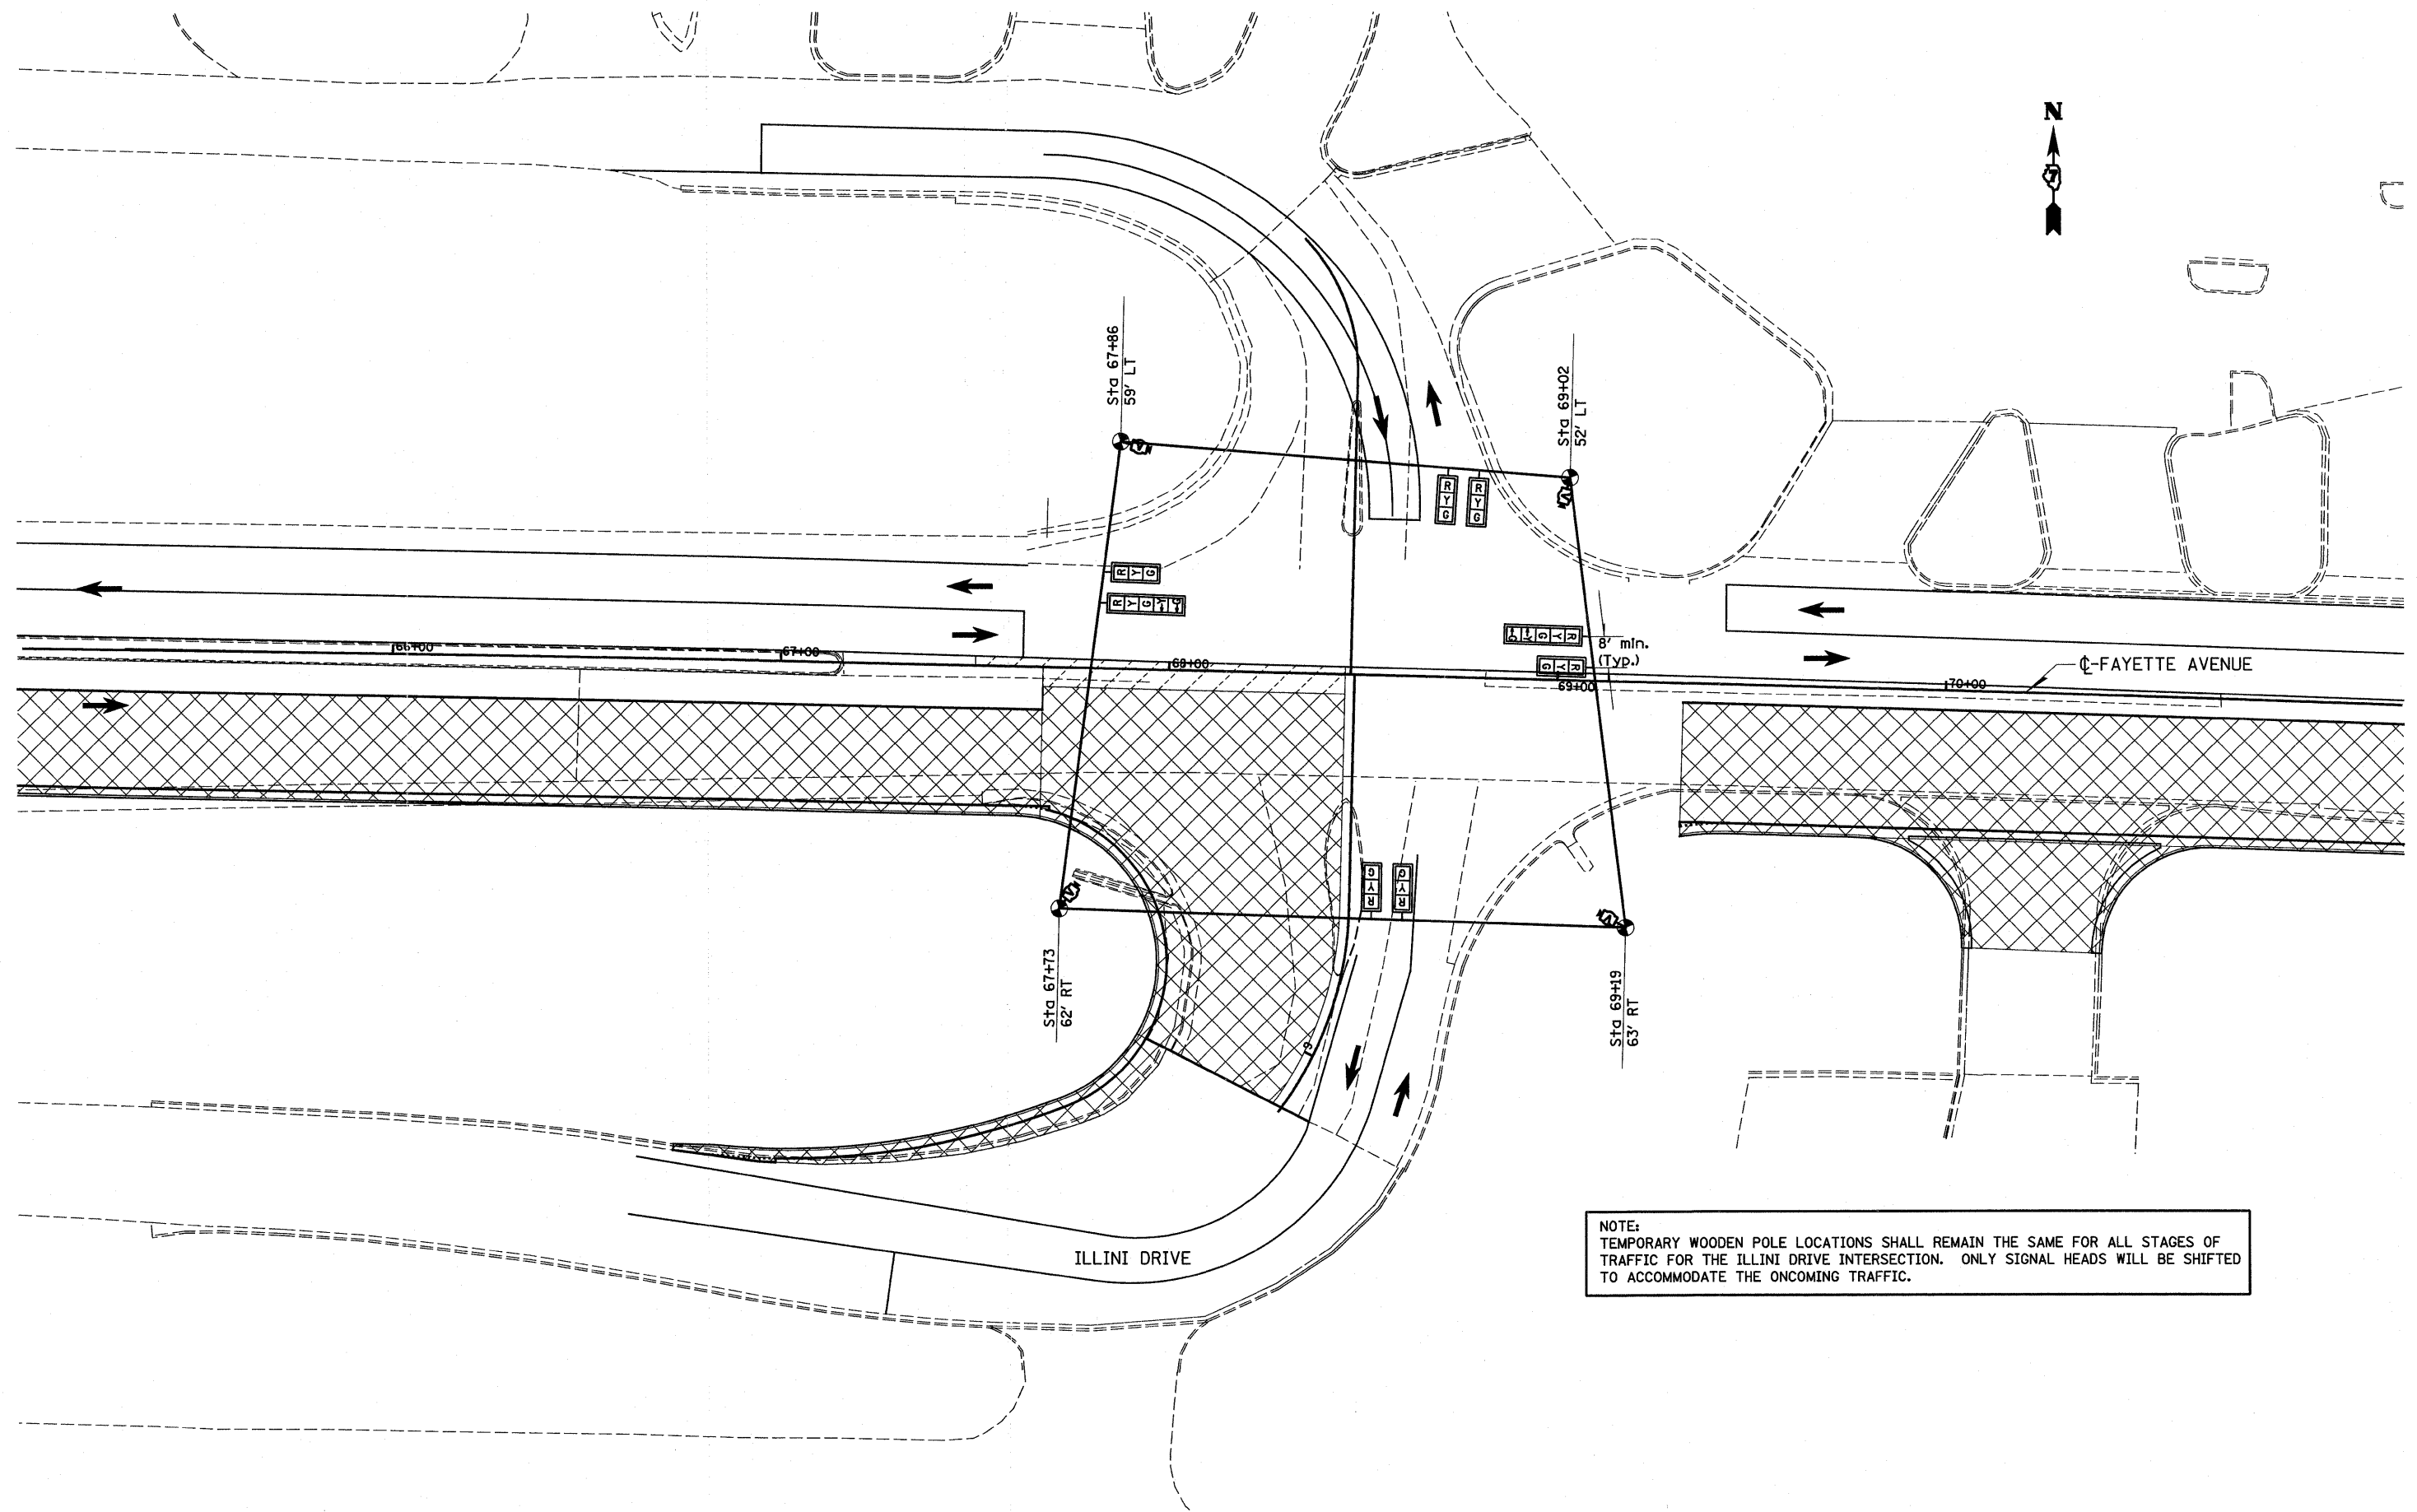 N
7
Sta 67+86
59' LT
Sta 69+02
52' LT
R Y G
R Y G
R Y G
R Y G Y G
R Y G Y G
R Y G
8' min.
(Typ.)
66+00
67+00
68+00
69+00
70+00
℄-FAYETTE AVENUE
R Y G
R Y G
Sta 67+73
62' RT
Sta 69+19
63' RT
ILLINI DRIVE
NOTE:
TEMPORARY WOODEN POLE LOCATIONS SHALL REMAIN THE SAME FOR ALL STAGES OF
TRAFFIC FOR THE ILLINI DRIVE INTERSECTION. ONLY SIGNAL HEADS WILL BE SHIFTED
TO ACCOMMODATE THE ONCOMING TRAFFIC.